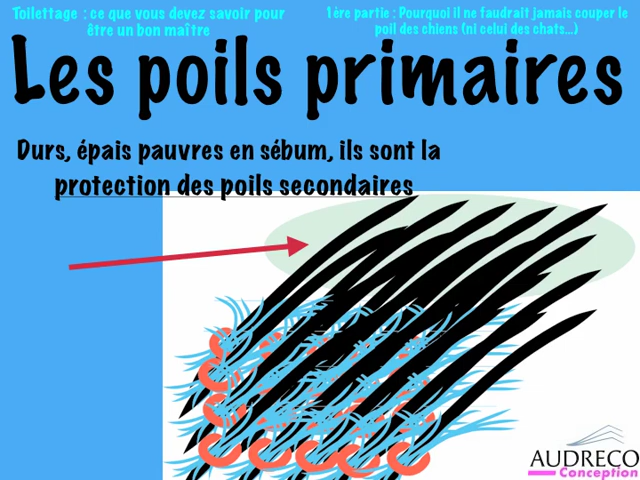 Toilettage : ce que vous devez savoir pour
être un bon maître
1ère partie : Pourquoi il ne faudrait jamais couper le
poil des chiens (ni celui des chats...)
Les poils primaires
Durs, épais pauvres en sébum, ils sont la
protection des poils secondaires
AUDRECO
Conception